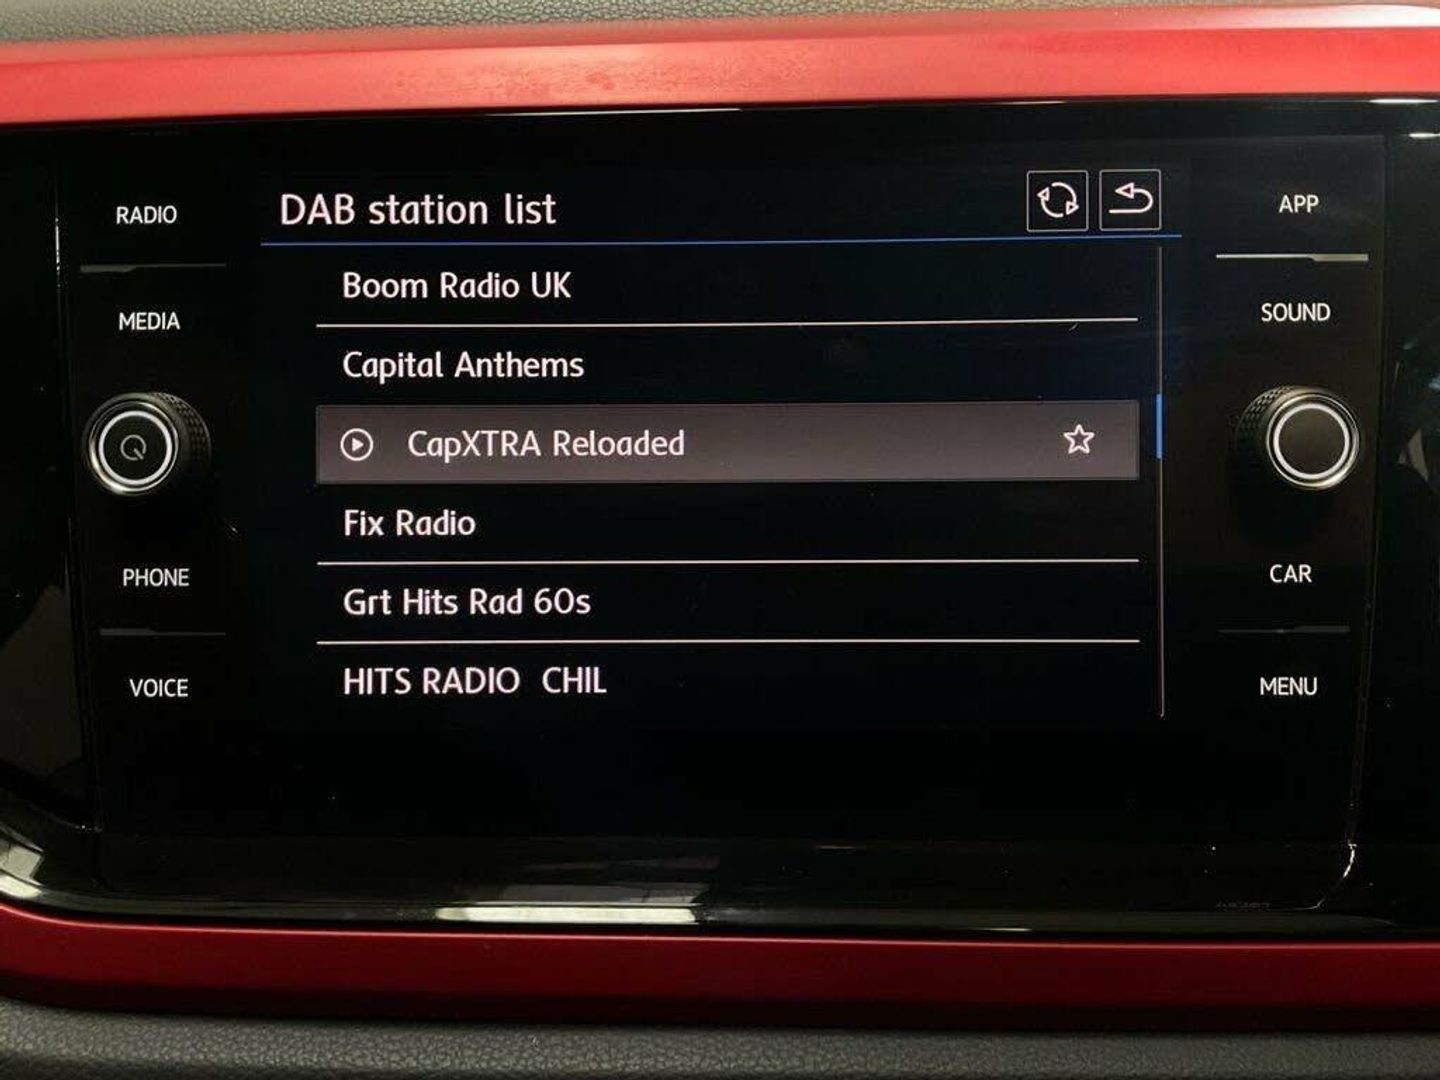 RADIO
MEDIA
PHONE
VOICE
DAB station list
Boom Radio UK
Capital Anthems
CapXTRA Reloaded
Fix Radio
Grt Hits Rad 60s
HITS RADIO CHIL
APP
SOUND
CAR
MENU